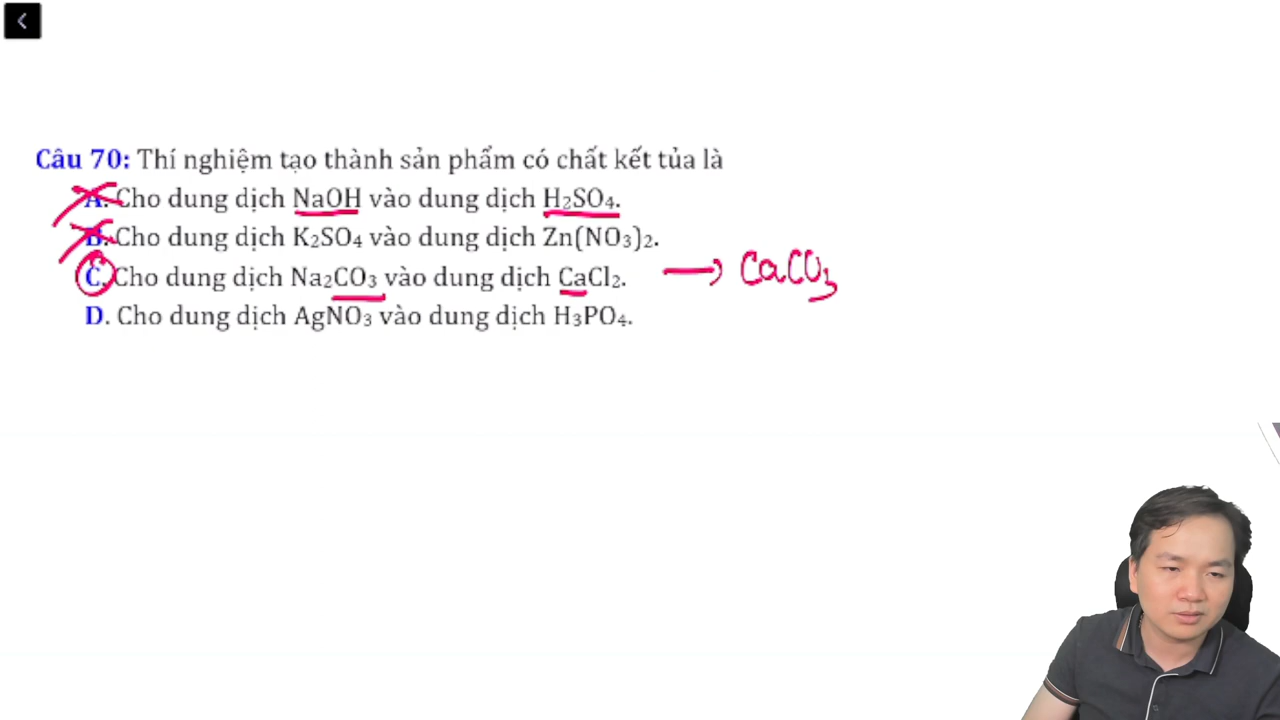 Câu 70: Thí nghiệm tạo thành sản phẩm có chất kết tủa là
A. Cho dung dịch NaOH vào dung dịch H₂SO₄.
B. Cho dung dịch K₂SO₄ vào dung dịch Zn(NO₃)₂.
C. Cho dung dịch Na₂CO₃ vào dung dịch CaCl₂. → CaCO₃
D. Cho dung dịch AgNO₃ vào dung dịch H₃PO₄.